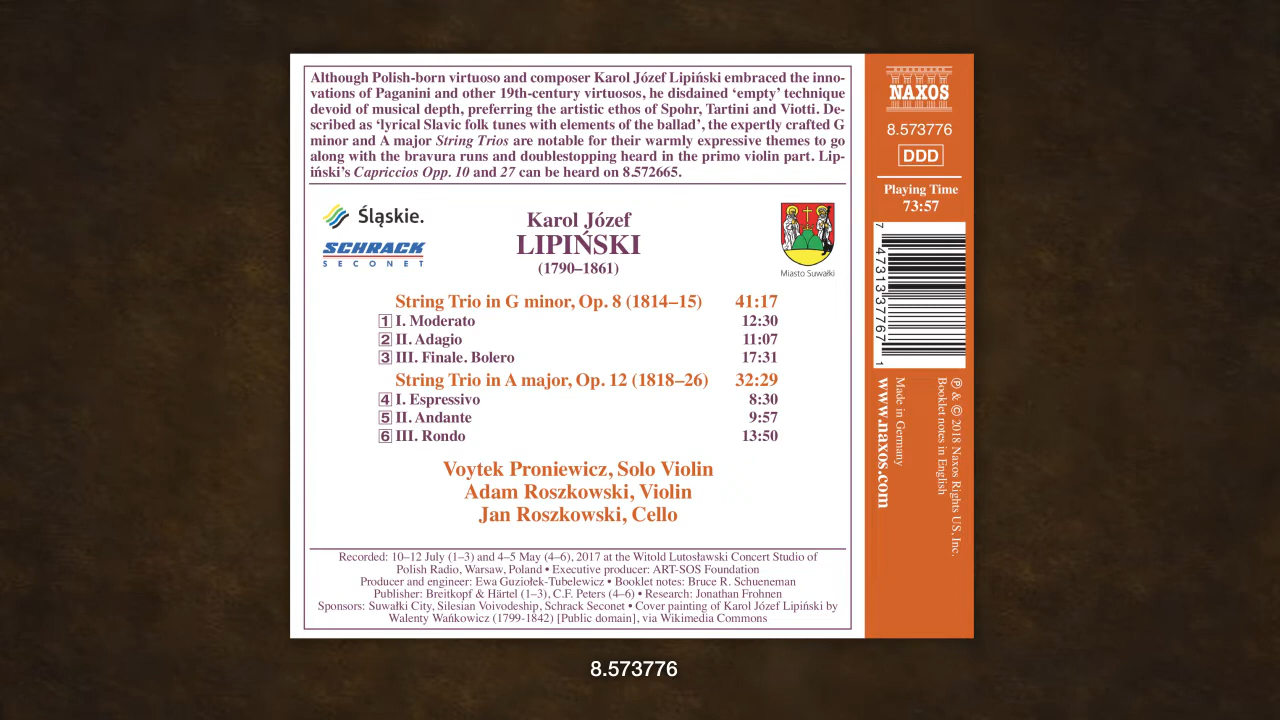 Although Polish-born virtuoso and composer Karol Józef Lipiński embraced the inno-
vations of Paganini and other 19th-century virtuosos, he disdained ‘empty’ technique
devoid of musical depth, preferring the artistic ethos of Spohr, Tartini and Viotti. De-
scribed as ‘lyrical Slavic folk tunes with elements of the ballad’, the expertly crafted G
minor and A major String Trios are notable for their warmly expressive themes to go
along with the bravura runs and doublestopping heard in the primo violin part. Lip-
iński’s Capriccios Opp. 10 and 27 can be heard on 8.572665.
Śląskie.
SCHRACK
SECONET
Karol Józef
LIPIŃSKI
(1790–1861)
Miasto Suwałki
String Trio in G minor, Op. 8 (1814–15) 41:17
1 I. Moderato 12:30
2 II. Adagio 11:07
3 III. Finale. Bolero 17:31
String Trio in A major, Op. 12 (1818–26) 32:29
4 I. Espressivo 8:30
5 II. Andante 9:57
6 III. Rondo 13:50
Voytek Proniewicz, Solo Violin
Adam Roszkowski, Violin
Jan Roszkowski, Cello
Recorded: 10–12 July (1–3) and 4–5 May (4–6), 2017 at the Witold Lutosławski Concert Studio of
Polish Radio, Warsaw, Poland • Executive producer: ART-SOS Foundation
Producer and engineer: Ewa Guziołek-Tubelewicz • Booklet notes: Bruce R. Schueneman
Publisher: Breitkopf & Härtel (1–3), C.F. Peters (4–6) • Research: Jonathan Frohnen
Sponsors: Suwałki City, Silesian Voivodeship, Schrack Seconet • Cover painting of Karol Józef Lipiński by
Walenty Wańkowicz (1799-1842) [Public domain], via Wikimedia Commons
NAXOS
8.573776
DDD
Playing Time
73:57
7 47313 37767 1
℗ & © 2018 Naxos Rights US, Inc.
Booklet notes in English
Made in Germany
www.naxos.com
8.573776